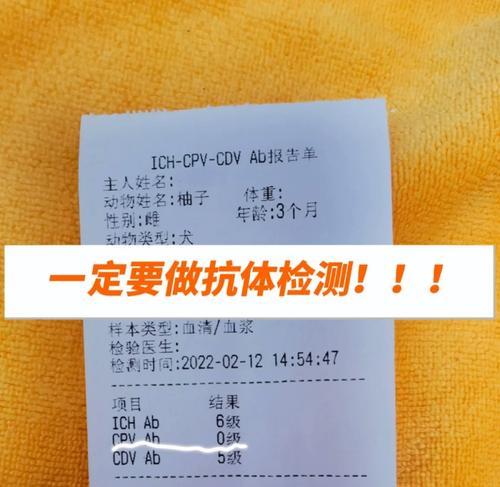 ICH-CPV-CDV Ab报告单
主人姓名:
动物姓名:柚子 体重:
性别:雌 年龄:3个月
动物类型:犬
一定要做抗体检测！！！
样本类型:血清/血浆
检验医生:
检测时间:2022-02-12 14:54:47
项目 结果
ICH Ab 6级
CPV Ab 0级
CDV Ab 5级